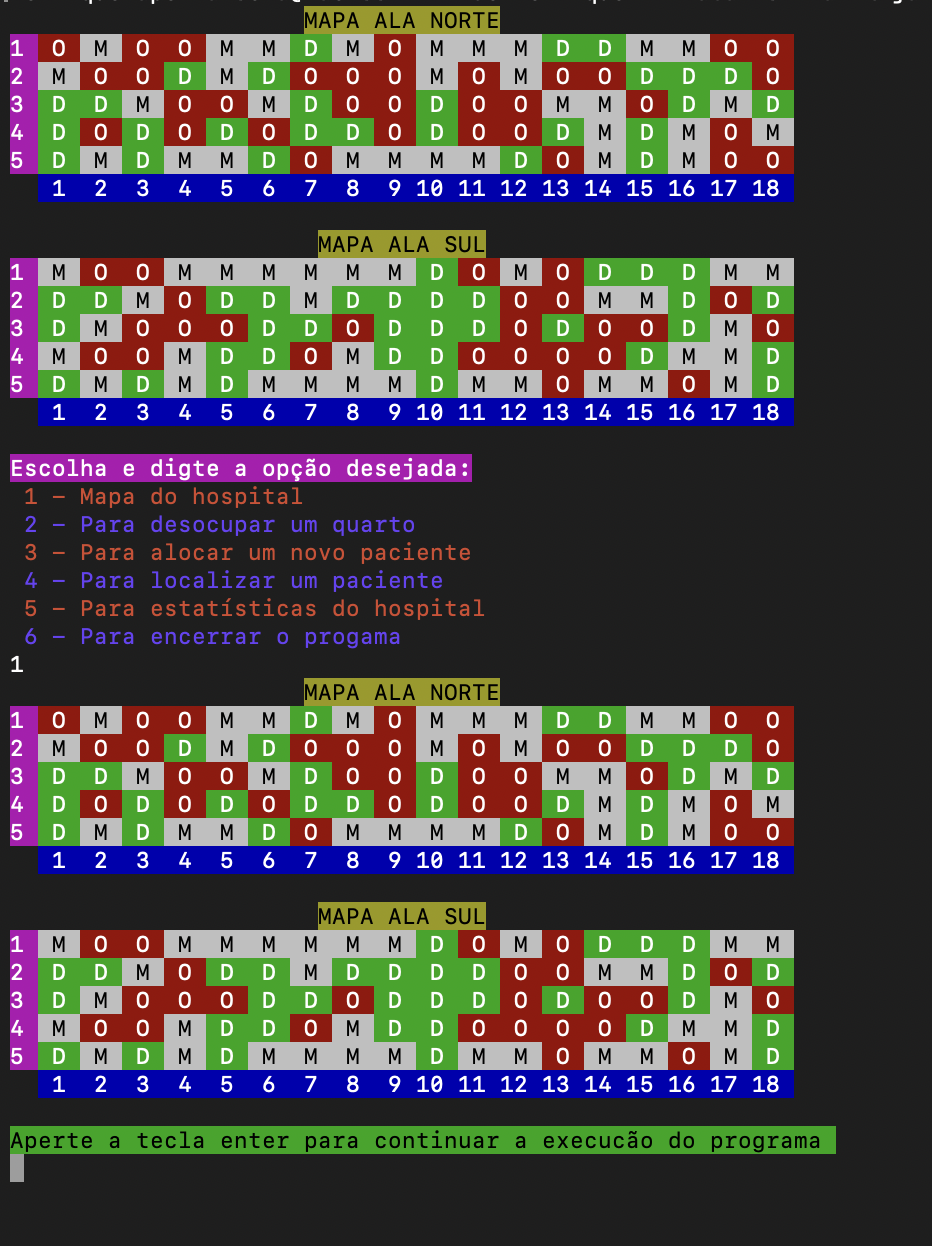 MAPA ALA NORTE
1 O M O O M M D M O M M M D D M M O O
2 M O O D M D O O O M O M O O D D D O
3 D D M O O M D O O D O O M M O D M D
4 D O D O D O D D O D O O D M D M O M
5 D M D M M D O M M M M D O M D M O O
1 2 3 4 5 6 7 8 9 10 11 12 13 14 15 16 17 18
MAPA ALA SUL
1 M O O M M M M M M D O M O D D D M M
2 D D M O D D M D D D D O O M M D O D
3 D M O O O D D O D D D O D O O D M O
4 M O O M D D O M D D O O O O D M M D
5 D M D M D M M M M D M M O M M O M D
1 2 3 4 5 6 7 8 9 10 11 12 13 14 15 16 17 18
Escolha e digte a opção desejada:
1 - Mapa do hospital
2 - Para desocupar um quarto
3 - Para alocar um novo paciente
4 - Para localizar um paciente
5 - Para estatísticas do hospital
6 - Para encerrar o progama
1
MAPA ALA NORTE
1 O M O O M M D M O M M M D D M M O O
2 M O O D M D O O O M O M O O D D D O
3 D D M O O M D O O D O O M M O D M D
4 D O D O D O D D O D O O D M D M O M
5 D M D M M D O M M M M D O M D M O O
1 2 3 4 5 6 7 8 9 10 11 12 13 14 15 16 17 18
MAPA ALA SUL
1 M O O M M M M M M D O M O D D D M M
2 D D M O D D M D D D D O O M M D O D
3 D M O O O D D O D D D O D O O D M O
4 M O O M D D O M D D O O O O D M M D
5 D M D M D M M M M D M M O M M O M D
1 2 3 4 5 6 7 8 9 10 11 12 13 14 15 16 17 18
Aperte a tecla enter para continuar a execucão do programa